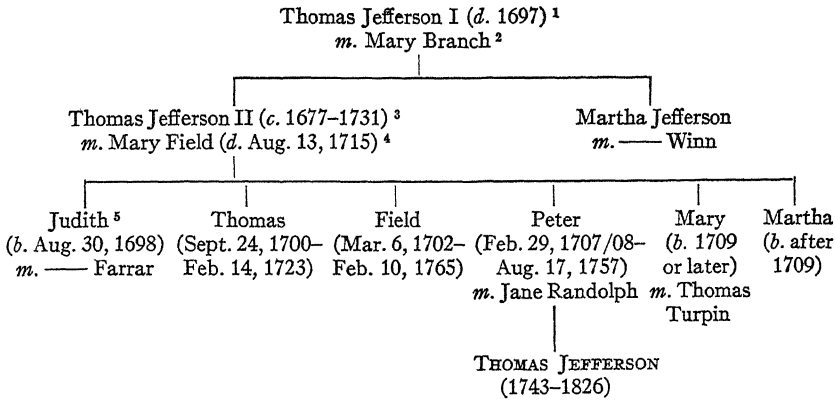 Thomas Jefferson I (d. 1697) ¹
m. Mary Branch ²
Thomas Jefferson II (c. 1677–1731) ³
m. Mary Field (d. Aug. 13, 1715) ⁴
Martha Jefferson
m. —— Winn
Judith ⁵
(b. Aug. 30, 1698)
m. —— Farrar
Thomas
(Sept. 24, 1700–
Feb. 14, 1723)
Field
(Mar. 6, 1702–
Feb. 10, 1765)
Peter
(Feb. 29, 1707/08–
Aug. 17, 1757)
m. Jane Randolph
Mary
(b. 1709
or later)
m. Thomas
Turpin
Martha
(b. after
1709)
THOMAS JEFFERSON
(1743–1826)